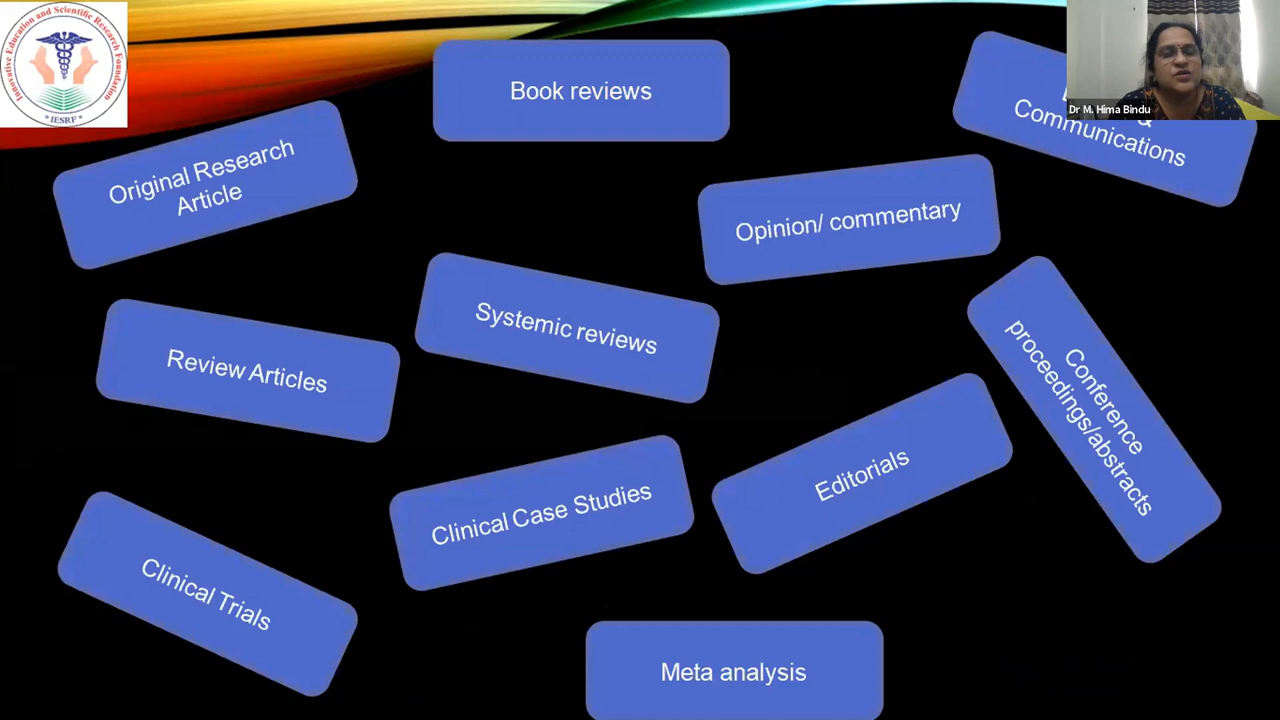 Innovative Education and Scientific Research Foundation
* IESRF *
Book reviews
Dr M. Hima Bindu
&
Communications
Original Research
Article
Opinion/ commentary
Systemic reviews
Review Articles
Conference
proceedings/abstracts
Editorials
Clinical Case Studies
Clinical Trials
Meta analysis